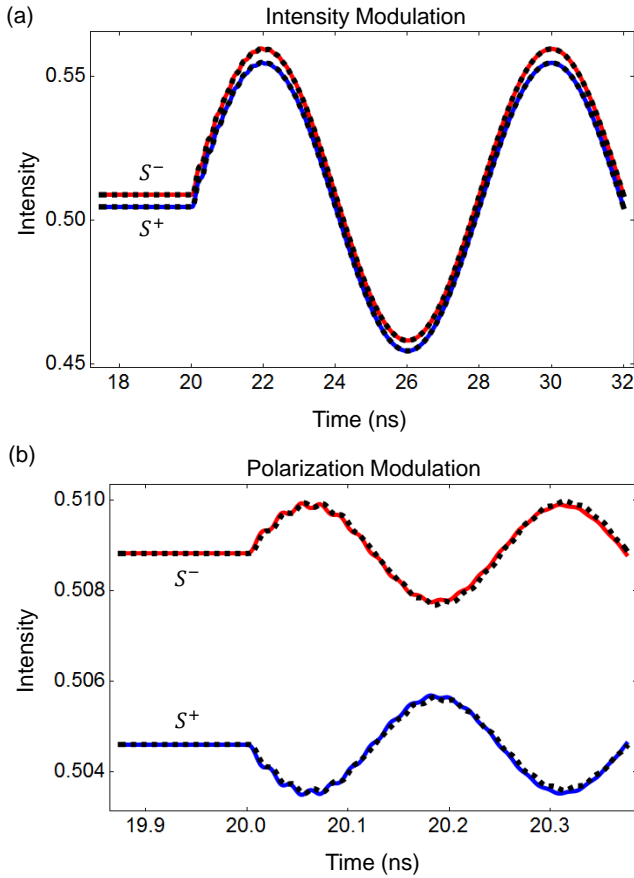 (a)
Intensity Modulation
0.55
0.50
0.45
Intensity
S⁻
S⁺
18 20 22 24 26 28 30 32
Time (ns)
(b)
Polarization Modulation
0.510
0.508
0.506
0.504
Intensity
S⁻
S⁺
19.9 20.0 20.1 20.2 20.3
Time (ns)